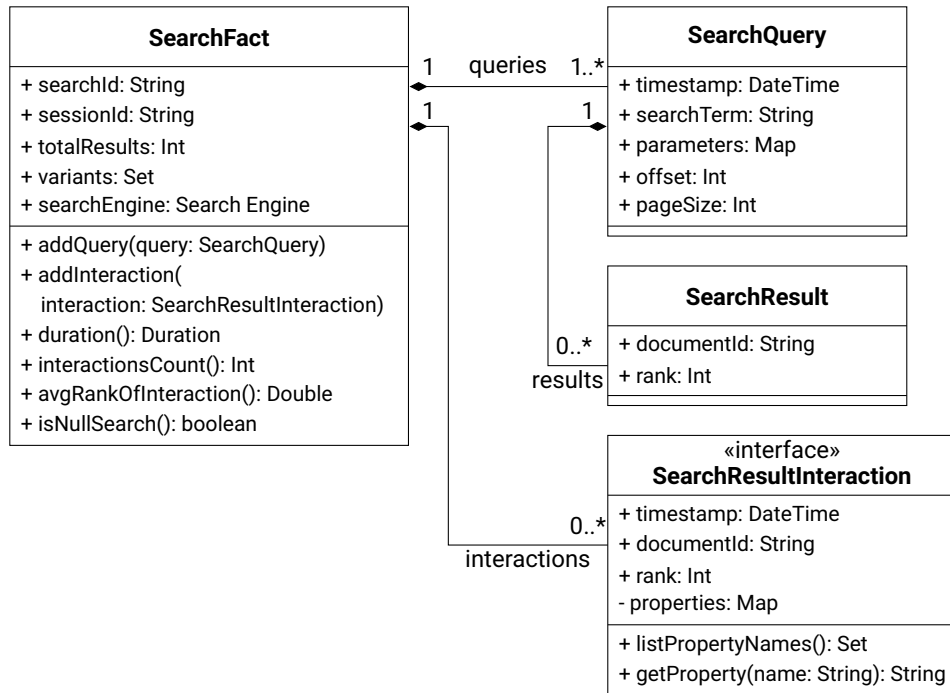 SearchFact
+ searchId: String
+ sessionId: String
+ totalResults: Int
+ variants: Set
+ searchEngine: Search Engine
+ addQuery(query: SearchQuery)
+ addInteraction(
interaction: SearchResultInteraction)
+ duration(): Duration
+ interactionsCount(): Int
+ avgRankOfInteraction(): Double
+ isNullSearch(): boolean
1 queries 1..*
1
1
SearchQuery
+ timestamp: DateTime
+ searchTerm: String
+ parameters: Map
+ offset: Int
+ pageSize: Int
SearchResult
+ documentId: String
+ rank: Int
0..*
results
«interface»
SearchResultInteraction
+ timestamp: DateTime
+ documentId: String
+ rank: Int
- properties: Map
+ listPropertyNames(): Set
+ getProperty(name: String): String
0..*
interactions